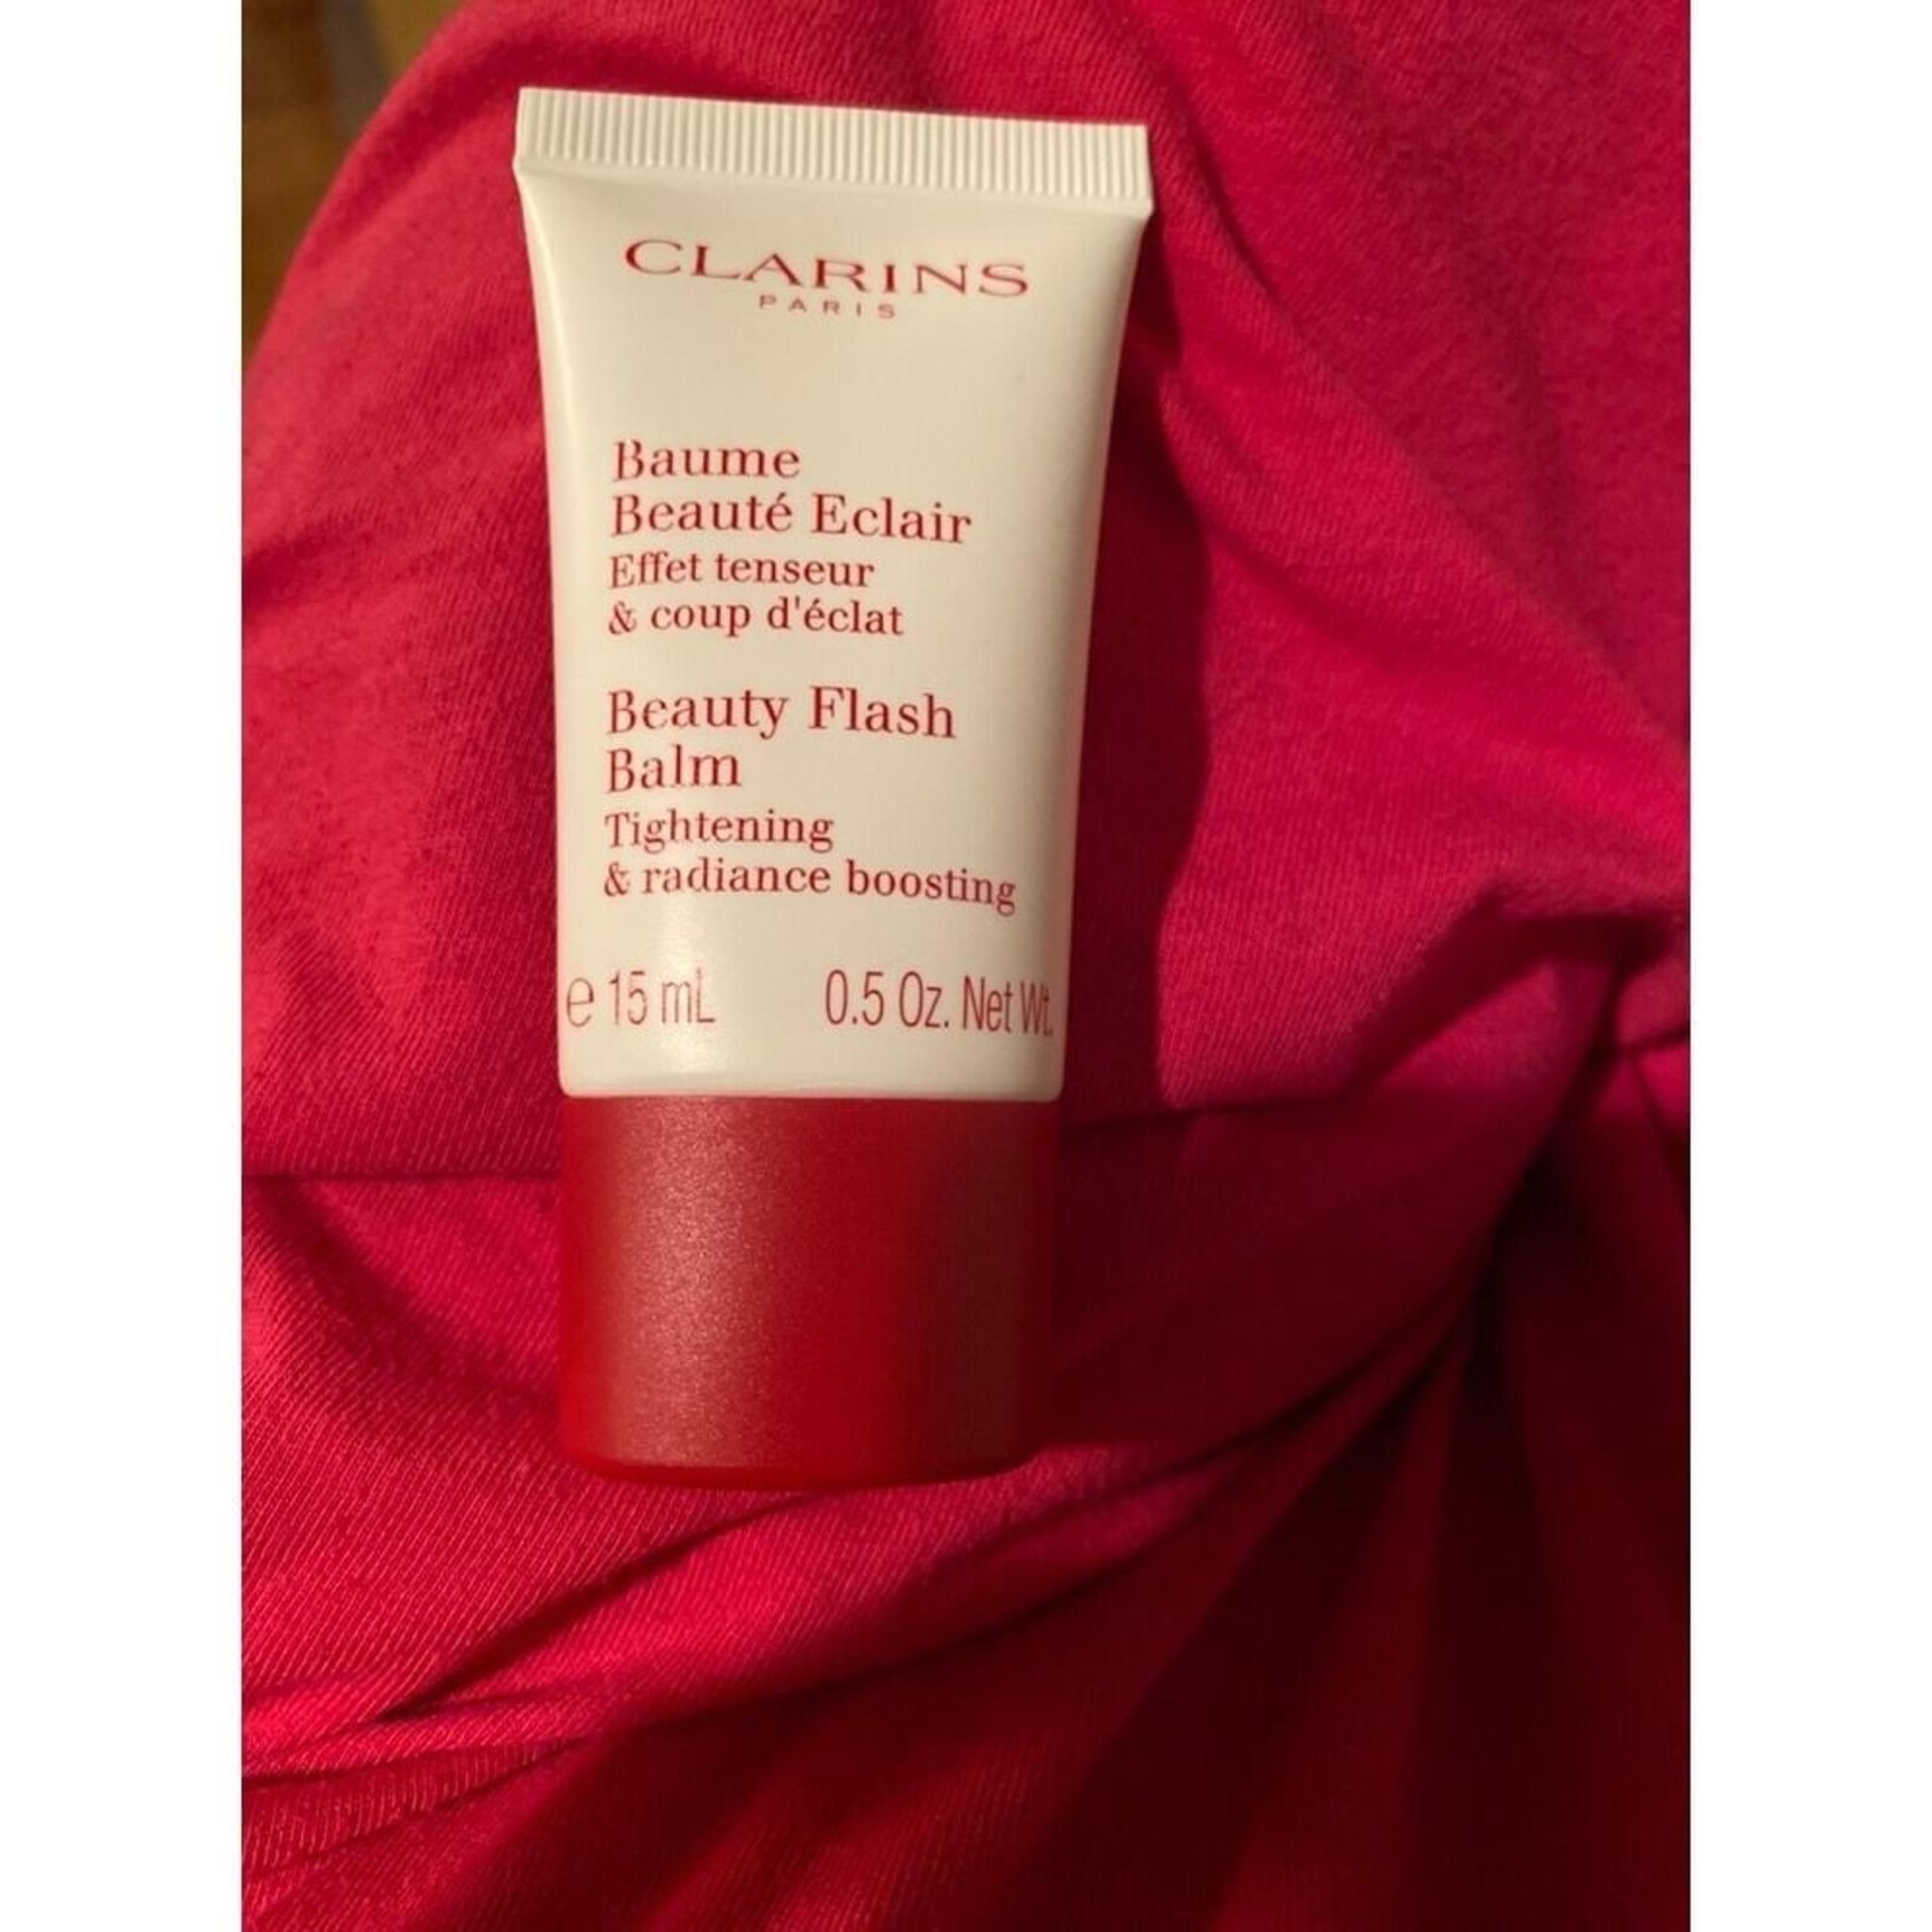 CLARINS
PARIS
Baume
Beauté Eclair
Effet tenseur
& coup d'éclat
Beauty Flash
Balm
Tightening
& radiance boosting
e 15 mL 0.5 Oz. Net Wt.